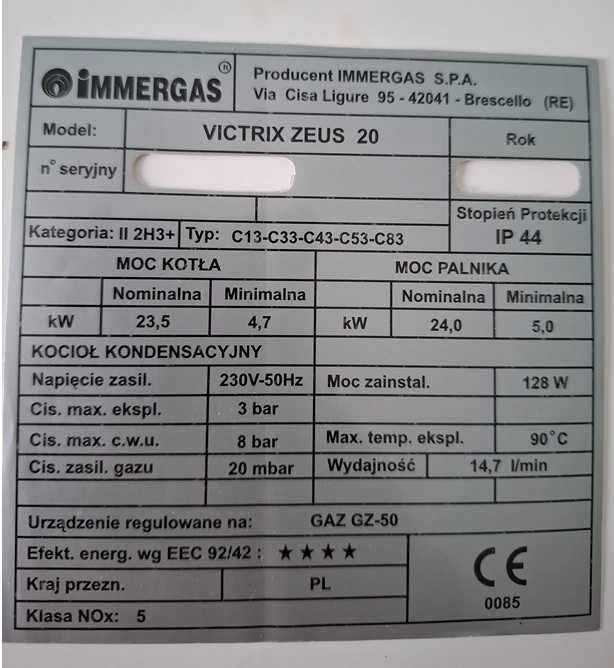 IMMERGAS ®
Producent IMMERGAS S.P.A.
Via Cisa Ligure 95 - 42041 - Brescello (RE)
Model: VICTRIX ZEUS 20 Rok
n° seryjny
Stopień Protekcji
Kategoria: II 2H3+ Typ: C13-C33-C43-C53-C83 IP 44
MOC KOTŁA MOC PALNIKA
Nominalna Minimalna Nominalna Minimalna
kW 23,5 4,7 kW 24,0 5,0
KOCIOŁ KONDENSACYJNY
Napięcie zasil. 230V-50Hz Moc zainstal. 128 W
Cis. max. ekspl. 3 bar
Cis. max. c.w.u. 8 bar Max. temp. ekspl. 90°C
Cis. zasil. gazu 20 mbar Wydajność 14,7 l/min
Urządzenie regulowane na: GAZ GZ-50
Efekt. energ. wg EEC 92/42 : ★ ★ ★ ★
Kraj przezn. PL
CE
0085
Klasa NOx: 5